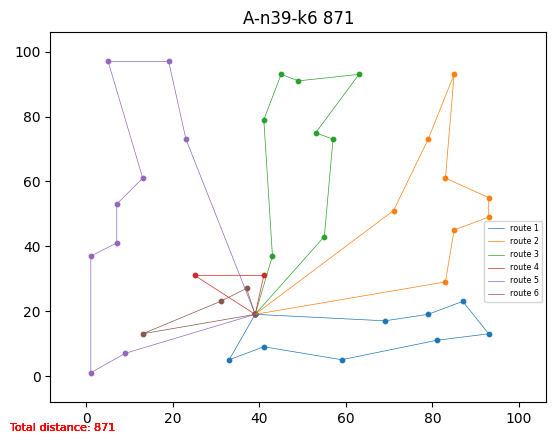 A-n39-k6 871
100
80
60
40
20
0
0 20 40 60 80 100
route 1
route 2
route 3
route 4
route 5
route 6
Total distance: 871